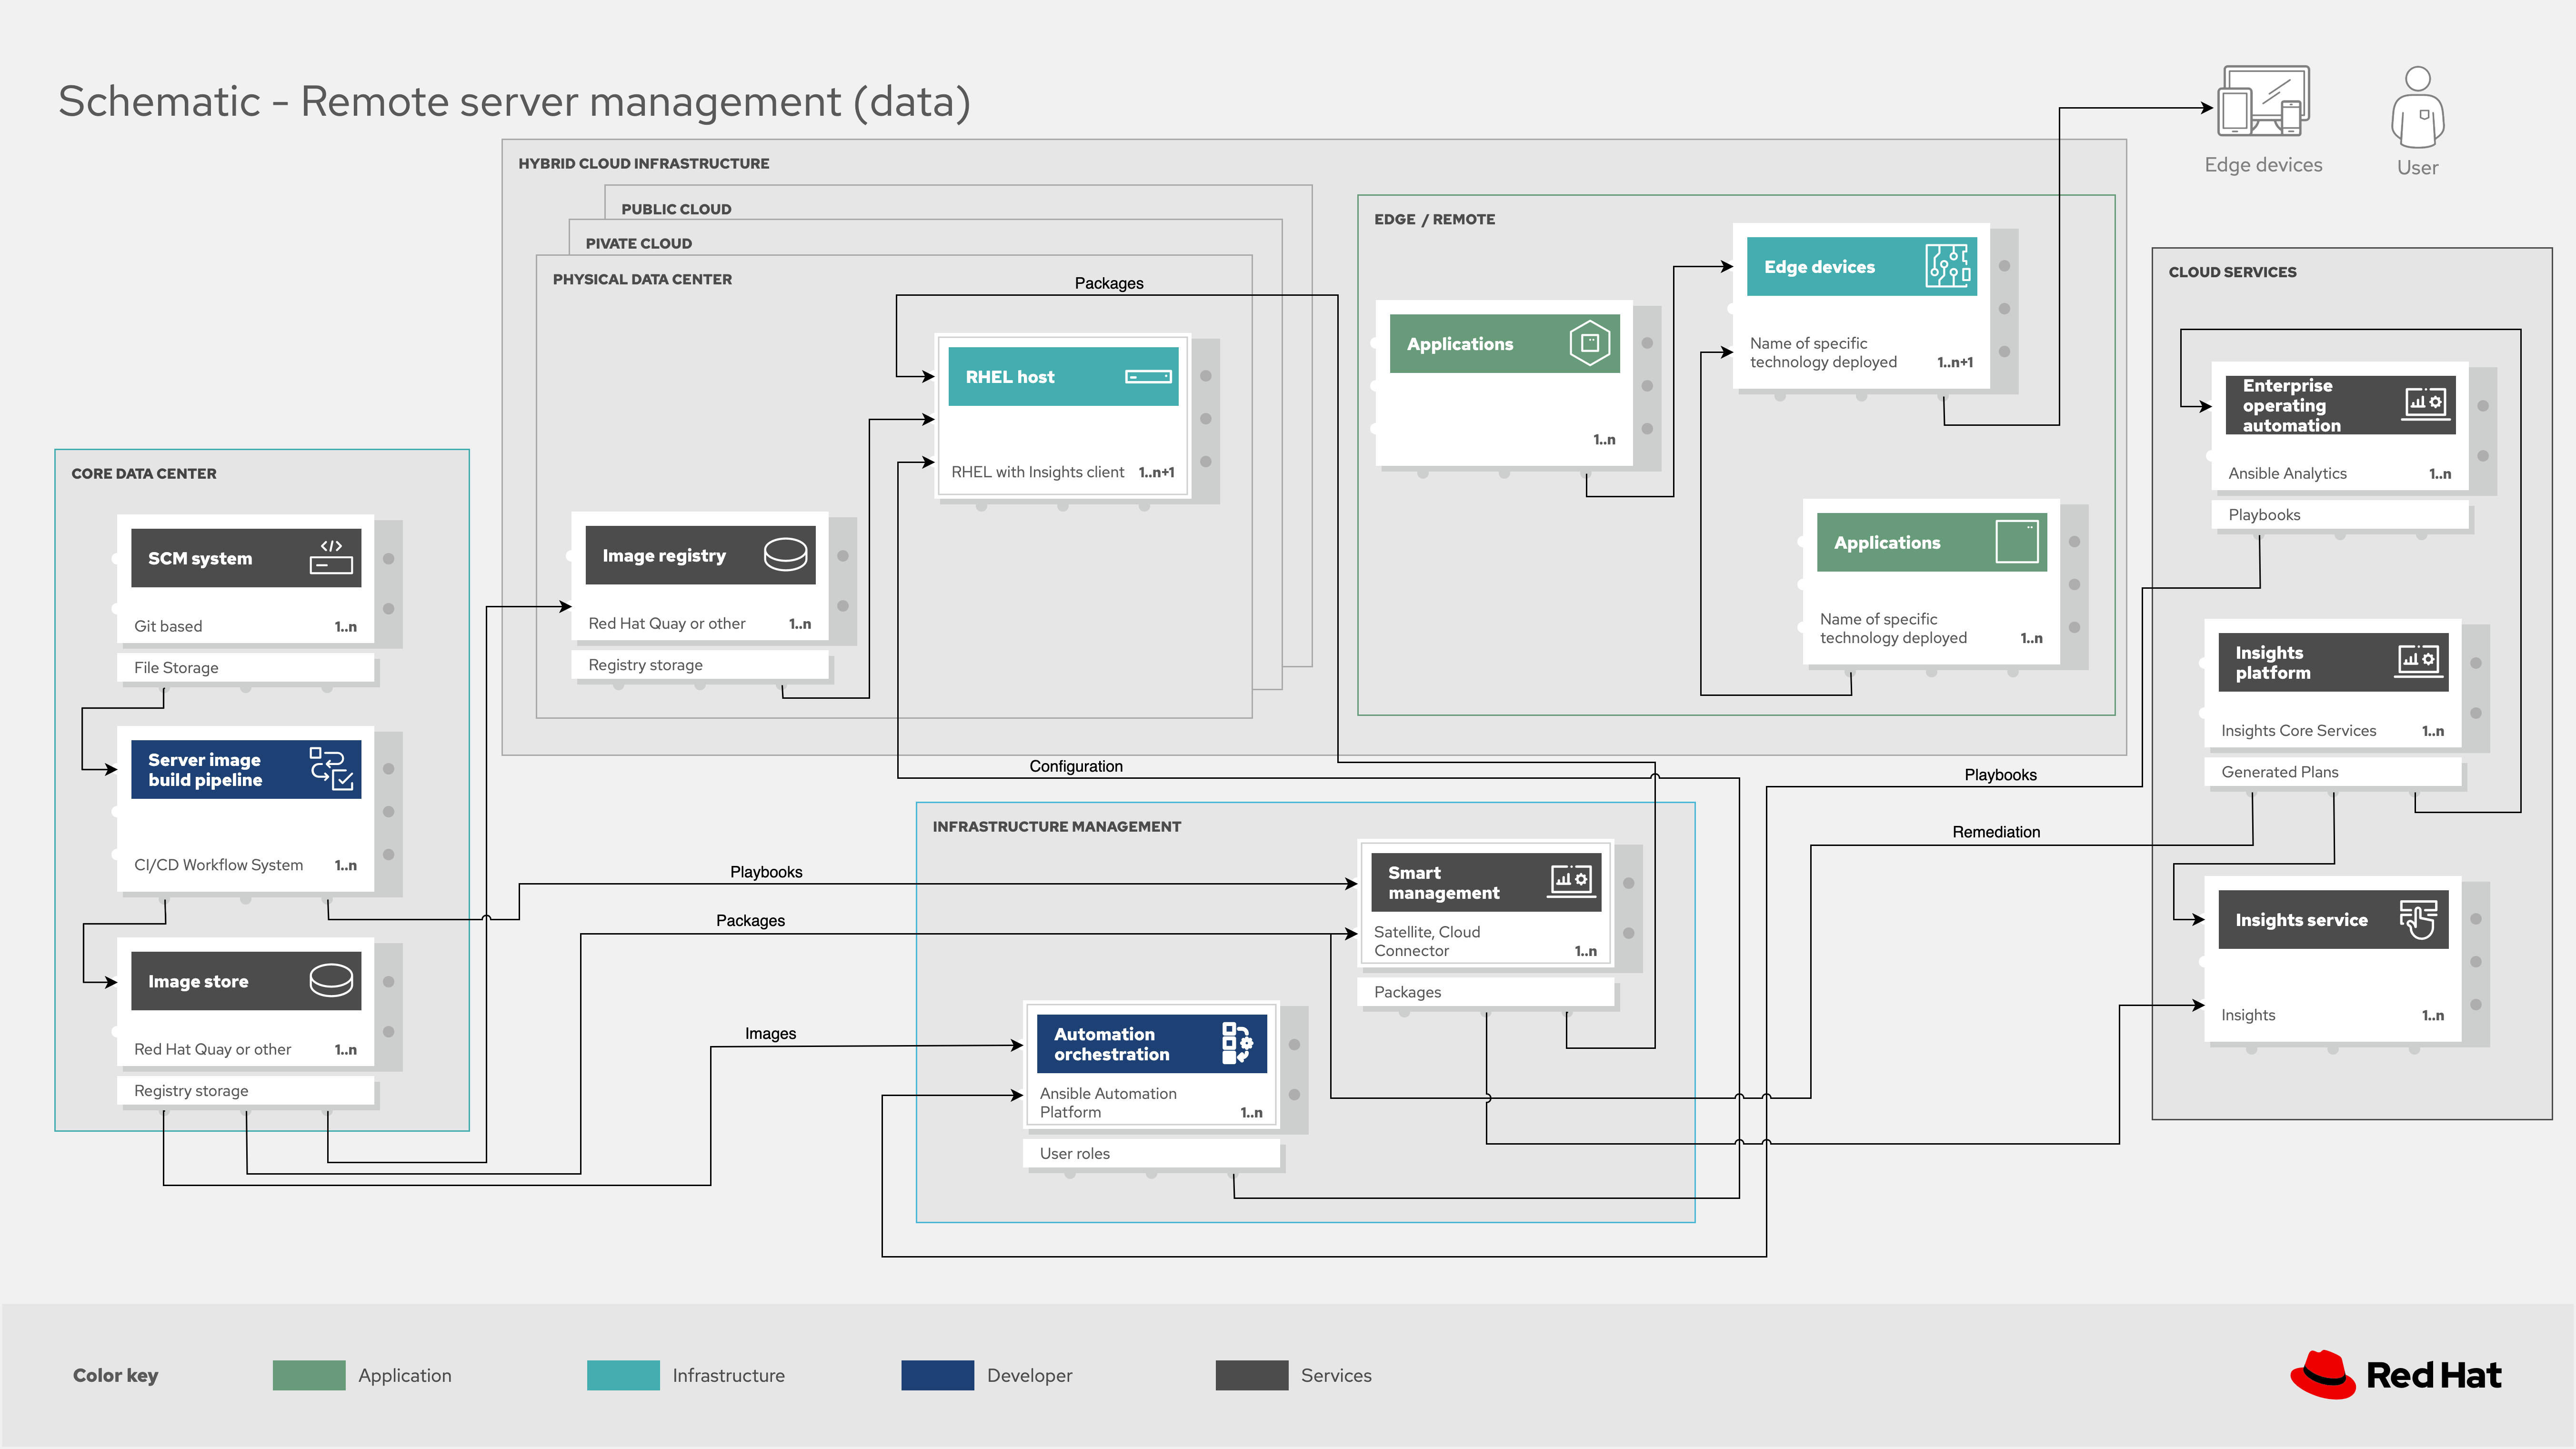 Schematic - Remote server management (data)
Edge devices
User
HYBRID CLOUD INFRASTRUCTURE
PUBLIC CLOUD
PIVATE CLOUD
PHYSICAL DATA CENTER
Packages
RHEL host
RHEL with Insights client 1..n+1
Image registry
Red Hat Quay or other 1..n
Registry storage
EDGE / REMOTE
Applications
1..n
Edge devices
Name of specific
technology deployed 1..n+1
Applications
Name of specific
technology deployed 1..n
CLOUD SERVICES
Enterprise
operating
automation
Ansible Analytics 1..n
Playbooks
Insights
platform
Insights Core Services 1..n
Generated Plans
Insights service
Insights 1..n
CORE DATA CENTER
SCM system
Git based 1..n
File Storage
Server image
build pipeline
CI/CD Workflow System 1..n
Image store
Red Hat Quay or other 1..n
Registry storage
Configuration
Playbooks
Remediation
Playbooks
Packages
Images
INFRASTRUCTURE MANAGEMENT
Smart
management
Satellite, Cloud
Connector 1..n
Packages
Automation
orchestration
Ansible Automation
Platform 1..n
User roles
Color key
Application
Infrastructure
Developer
Services
Red Hat